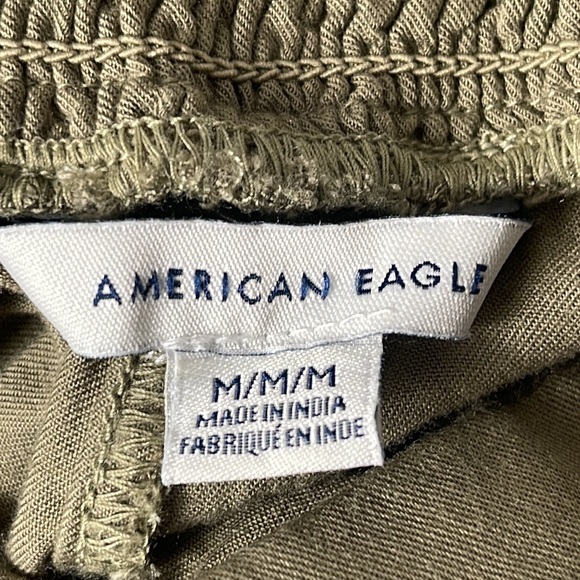 AMERICAN EAGLE
M/M/M
MADE IN INDIA
FABRIQUÉ EN INDE